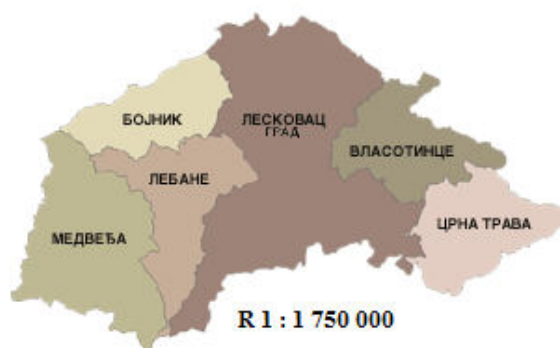 БОЈНИК
ЛЕСКОВАЦ
ГРАД
ВЛАСОТИНЦЕ
ЛЕБАНЕ
ЦРНА ТРАВА
МЕДВЕЂА
R 1 : 1 750 000